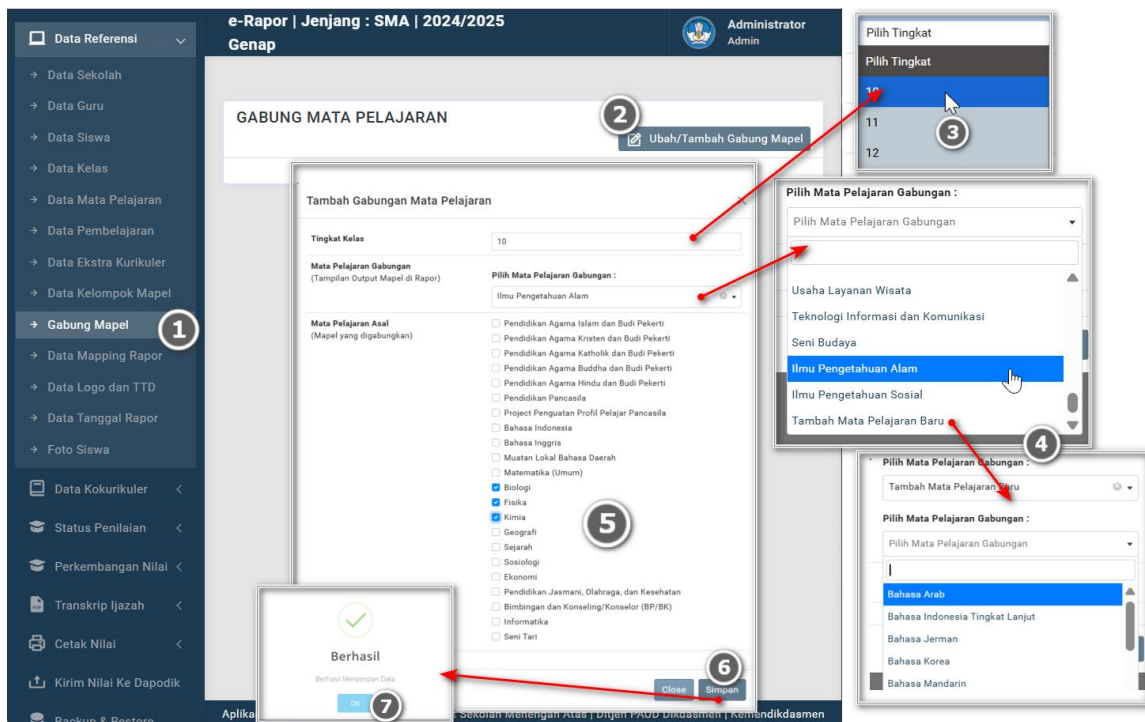 Data Referensi
Data Sekolah
Data Guru
Data Siswa
Data Kelas
Data Mata Pelajaran
Data Pembelajaran
Data Ekstra Kurikuler
Data Kelompok Mapel
Gabung Mapel
1
Data Mapping Rapor
Data Logo dan TTD
Data Tanggal Rapor
Foto Siswa
Data Kokurikuler
Status Penilaian
Perkembangan Nilai
Transkrip Ijazah
Cetak Nilai
Kirim Nilai Ke Dapodik
Backup & Restore
e-Rapor | Jenjang : SMA | 2024/2025
Genap
Administrator
Admin
GABUNG MATA PELAJARAN
2
Ubah/Tambah Gabung Mapel
Tambah Gabungan Mata Pelajaran
Tingkat Kelas
10
Mata Pelajaran Gabungan
(Tampilan Output Mapel di Rapor)
Pilih Mata Pelajaran Gabungan :
Ilmu Pengetahuan Alam
Mata Pelajaran Asal
(Mapel yang digabungkan)
Pendidikan Agama Islam dan Budi Pekerti
Pendidikan Agama Kristen dan Budi Pekerti
Pendidikan Agama Katholik dan Budi Pekerti
Pendidikan Agama Buddha dan Budi Pekerti
Pendidikan Agama Hindu dan Budi Pekerti
Pendidikan Pancasila
Project Penguatan Profil Pelajar Pancasila
Bahasa Indonesia
Bahasa Inggris
Muatan Lokal Bahasa Daerah
Matematika (Umum)
Biologi
Fisika
Kimia
Geografi
Sejarah
Sosiologi
Ekonomi
Pendidikan Jasmani, Olahraga, dan Kesehatan
Bimbingan dan Konseling/Konselor (BP/BK)
Informatika
Seni Tari
5
6
Close
Simpan
Berhasil
Berhasil Menyimpan Data
OK
7
Sekolah Menengan Atas | Ditjen PAUD Dikdasmen | Kemendikdasmen
Pilih Tingkat
Pilih Tingkat
10
11
12
3
Pilih Mata Pelajaran Gabungan :
Pilih Mata Pelajaran Gabungan
Usaha Layanan Wisata
Teknologi Informasi dan Komunikasi
Seni Budaya
Ilmu Pengetahuan Alam
Ilmu Pengetahuan Sosial
Tambah Mata Pelajaran Baru
4
Pilih Mata Pelajaran Gabungan :
Tambah Mata Pelajaran Baru
Pilih Mata Pelajaran Gabungan :
Pilih Mata Pelajaran Gabungan
Bahasa Arab
Bahasa Indonesia Tingkat Lanjut
Bahasa Jerman
Bahasa Korea
Bahasa Mandarin